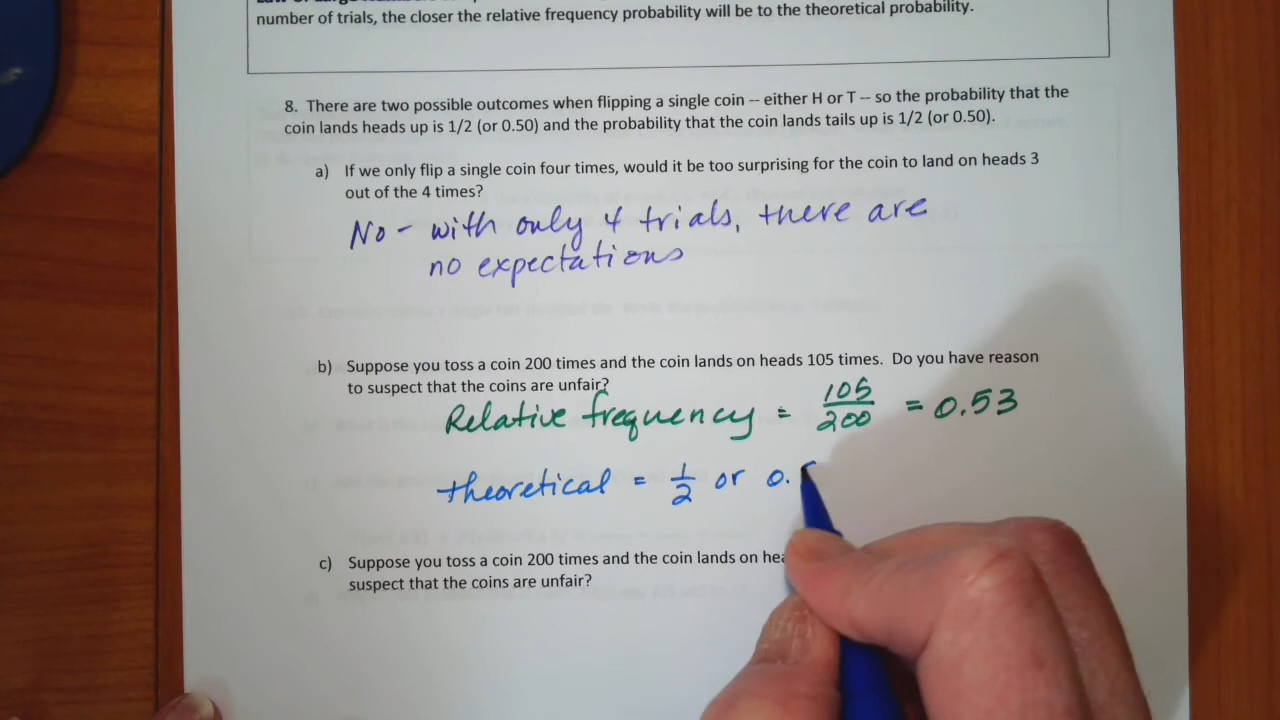 number of trials, the closer the relative frequency probability will be to the theoretical probability.
8. There are two possible outcomes when flipping a single coin -- either H or T -- so the probability that the
coin lands heads up is 1/2 (or 0.50) and the probability that the coin lands tails up is 1/2 (or 0.50).
a) If we only flip a single coin four times, would it be too surprising for the coin to land on heads 3
out of the 4 times?
No - with only 4 trials, there are
no expectations
b) Suppose you toss a coin 200 times and the coin lands on heads 105 times. Do you have reason
to suspect that the coins are unfair?
Relative frequency = 105/200 = 0.53
theoretical = 1/2 or 0.
c) Suppose you toss a coin 200 times and the coin lands on hea
suspect that the coins are unfair?